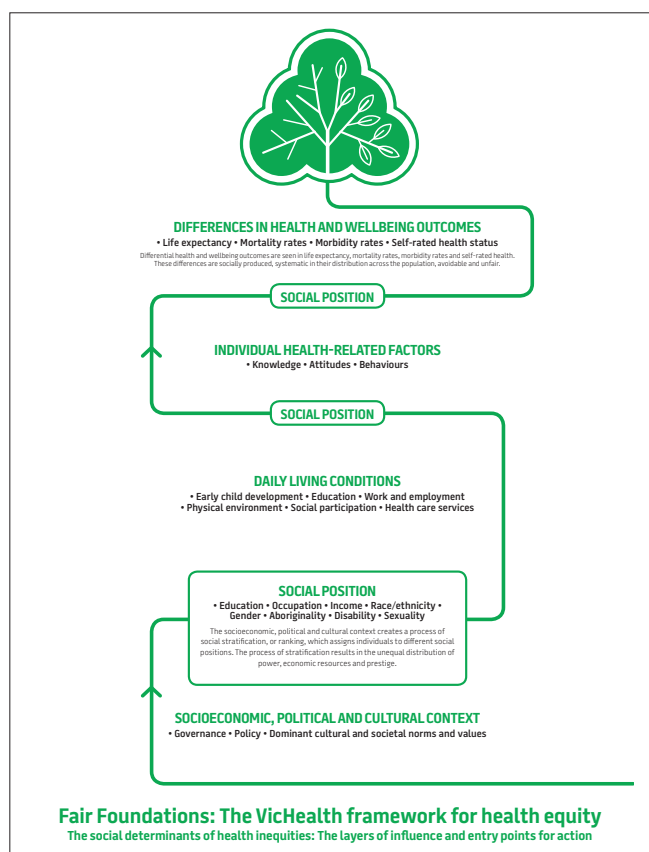 DIFFERENCES IN HEALTH AND WELLBEING OUTCOMES
• Life expectancy • Mortality rates • Morbidity rates • Self-rated health status
Differential health and wellbeing outcomes are seen in life expectancy, mortality rates, morbidity rates and self-rated health.
These differences are socially produced, systematic in their distribution across the population, avoidable and unfair.
SOCIAL POSITION
INDIVIDUAL HEALTH-RELATED FACTORS
• Knowledge • Attitudes • Behaviours
SOCIAL POSITION
DAILY LIVING CONDITIONS
• Early child development • Education • Work and employment
• Physical environment • Social participation • Health care services
SOCIAL POSITION
• Education • Occupation • Income • Race/ethnicity •
Gender • Aboriginality • Disability • Sexuality
The socioeconomic, political and cultural context creates a process of
social stratification, or ranking, which assigns individuals to different social
positions. The process of stratification results in the unequal distribution of
power, economic resources and prestige.
SOCIOECONOMIC, POLITICAL AND CULTURAL CONTEXT
• Governance • Policy • Dominant cultural and societal norms and values
Fair Foundations: The VicHealth framework for health equity
The social determinants of health inequities: The layers of influence and entry points for action